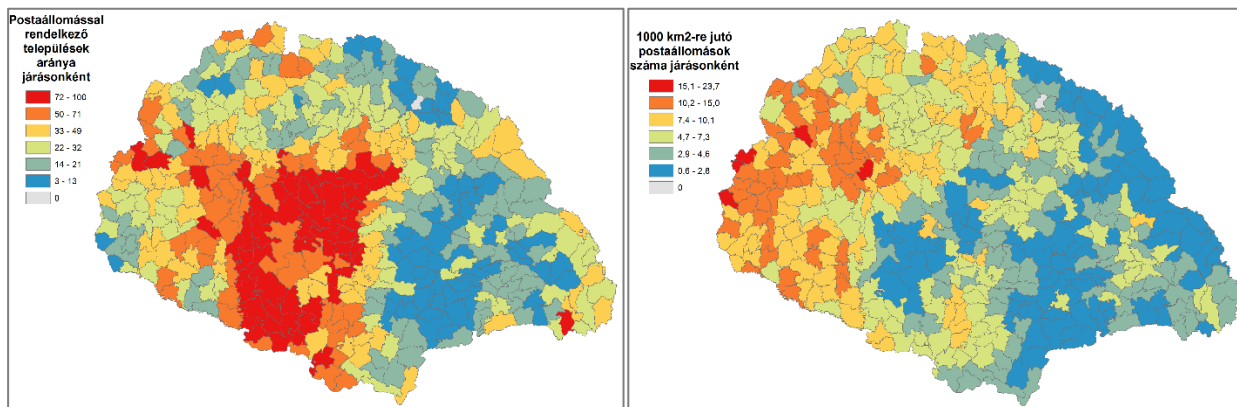 Postaállomással
rendelkező
települések
aránya
járásonként
72 - 100
50 - 71
33 - 49
22 - 32
14 - 21
3 - 13
0
1000 km2-re jutó
postaállomások
száma járásonként
15,1 - 23,7
10,2 - 15,0
7,4 - 10,1
4,7 - 7,3
2,9 - 4,6
0,6 - 2,8
0